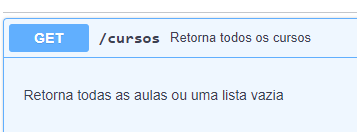 GET /cursos Retorna todos os cursos
Retorna todas as aulas ou uma lista vazia